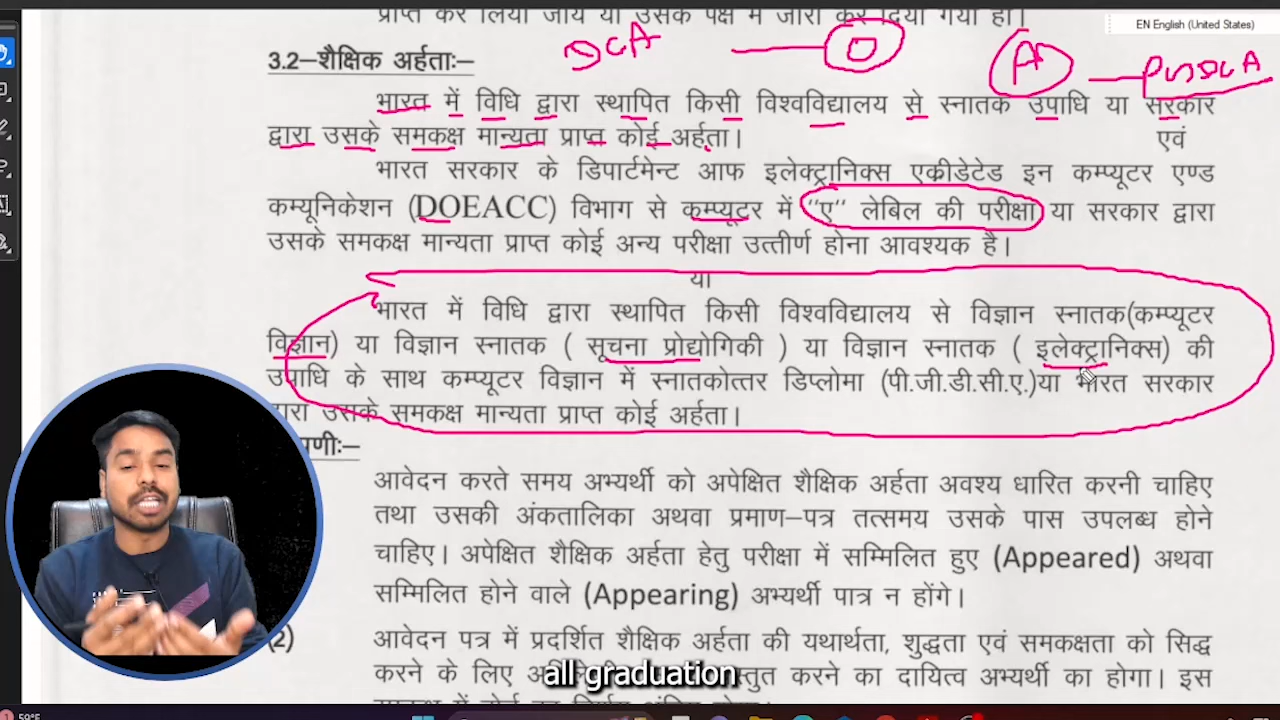 प्राप्त कर लिया जाय या उसके पक्ष में जारी कर दिया गया हो।
EN English (United States)
DCA O A PGDCA
3.2–शैक्षिक अर्हताः–
भारत में विधि द्वारा स्थापित किसी विश्वविद्यालय से स्नातक उपाधि या सरकार
द्वारा उसके समकक्ष मान्यता प्राप्त कोई अर्हता। एवं
भारत सरकार के डिपार्टमेन्ट आफ इलेक्ट्रानिक्स एक्रीडेटेड इन कम्प्यूटर एण्ड
कम्यूनिकेशन (DOEACC) विभाग से कम्प्यूटर में ''ए'' लेबिल की परीक्षा या सरकार द्वारा
उसके समकक्ष मान्यता प्राप्त कोई अन्य परीक्षा उत्तीर्ण होना आवश्यक है।
या
भारत में विधि द्वारा स्थापित किसी विश्वविद्यालय से विज्ञान स्नातक(कम्प्यूटर
विज्ञान) या विज्ञान स्नातक ( सूचना प्रोद्योगिकी ) या विज्ञान स्नातक ( इलेक्ट्रानिक्स) की
उपाधि के साथ कम्प्यूटर विज्ञान में स्नातकोत्तर डिप्लोमा (पी.जी.डी.सी.ए.)या भारत सरकार
द्वारा उसके समकक्ष मान्यता प्राप्त कोई अर्हता।
आवेदन करते समय अभ्यर्थी को अपेक्षित शैक्षिक अर्हता अवश्य धारित करनी चाहिए
तथा उसकी अंकतालिका अथवा प्रमाण–पत्र तत्समय उसके पास उपलब्ध होने
चाहिए। अपेक्षित शैक्षिक अर्हता हेतु परीक्षा में सम्मिलित हुए (Appeared) अथवा
सम्मिलित होने वाले (Appearing) अभ्यर्थी पात्र न होंगे।
(2) आवेदन पत्र में प्रदर्शित शैक्षिक अर्हता की यथार्थता, शुद्धता एवं समकक्षता को सिद्ध
करने के लिए करने का दायित्व अभ्यर्थी का होगा। इस
all graduation
59°F